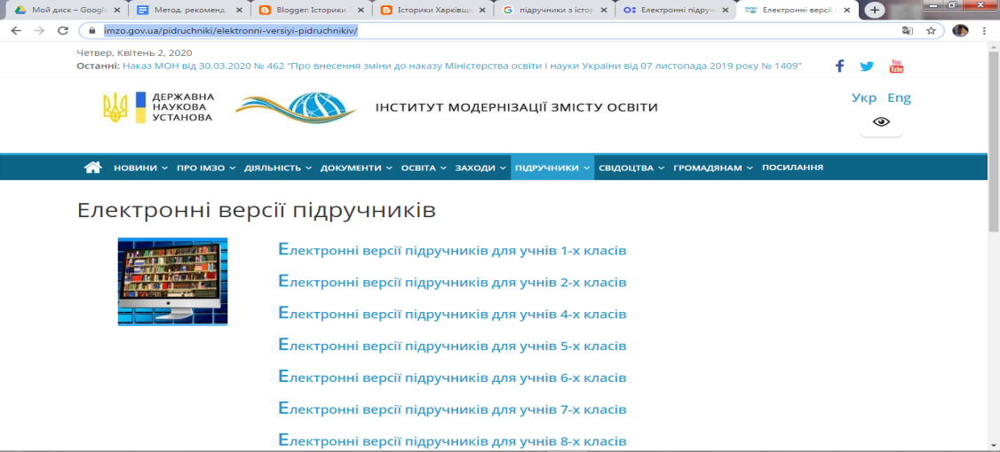 Мой диск – Google
Метод. рекоменд.
Blogger: Історики
Історики Харківщи
підручники з істор
Електронні підруч
Електронні версії
imzo.gov.ua/pidruchniki/elektronni-versiyi-pidruchnikiv/
Четвер, Квітень 2, 2020
Останні: Наказ МОН від 30.03.2020 № 462 “Про внесення зміни до наказу Міністерства освіти і науки України від 07 листопада 2019 року № 1409”
You Tube
ДЕРЖАВНА
НАУКОВА
УСТАНОВА
ІНСТИТУТ МОДЕРНІЗАЦІЇ ЗМІСТУ ОСВІТИ
Укр Eng
НОВИНИ ПРО ІМЗО ДІЯЛЬНІСТЬ ДОКУМЕНТИ ОСВІТА ЗАХОДИ ПІДРУЧНИКИ СВІДОЦТВА ГРОМАДЯНАМ ПОСИЛАННЯ
Електронні версії підручників
Електронні версії підручників для учнів 1-х класів
Електронні версії підручників для учнів 2-х класів
Електронні версії підручників для учнів 4-х класів
Електронні версії підручників для учнів 5-х класів
Електронні версії підручників для учнів 6-х класів
Електронні версії підручників для учнів 7-х класів
Електронні версії підручників для учнів 8-х класів